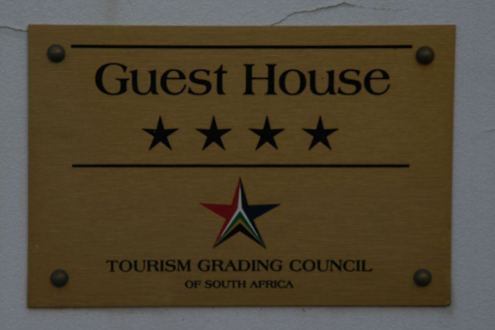 Guest House
TOURISM GRADING COUNCIL
OF SOUTH AFRICA